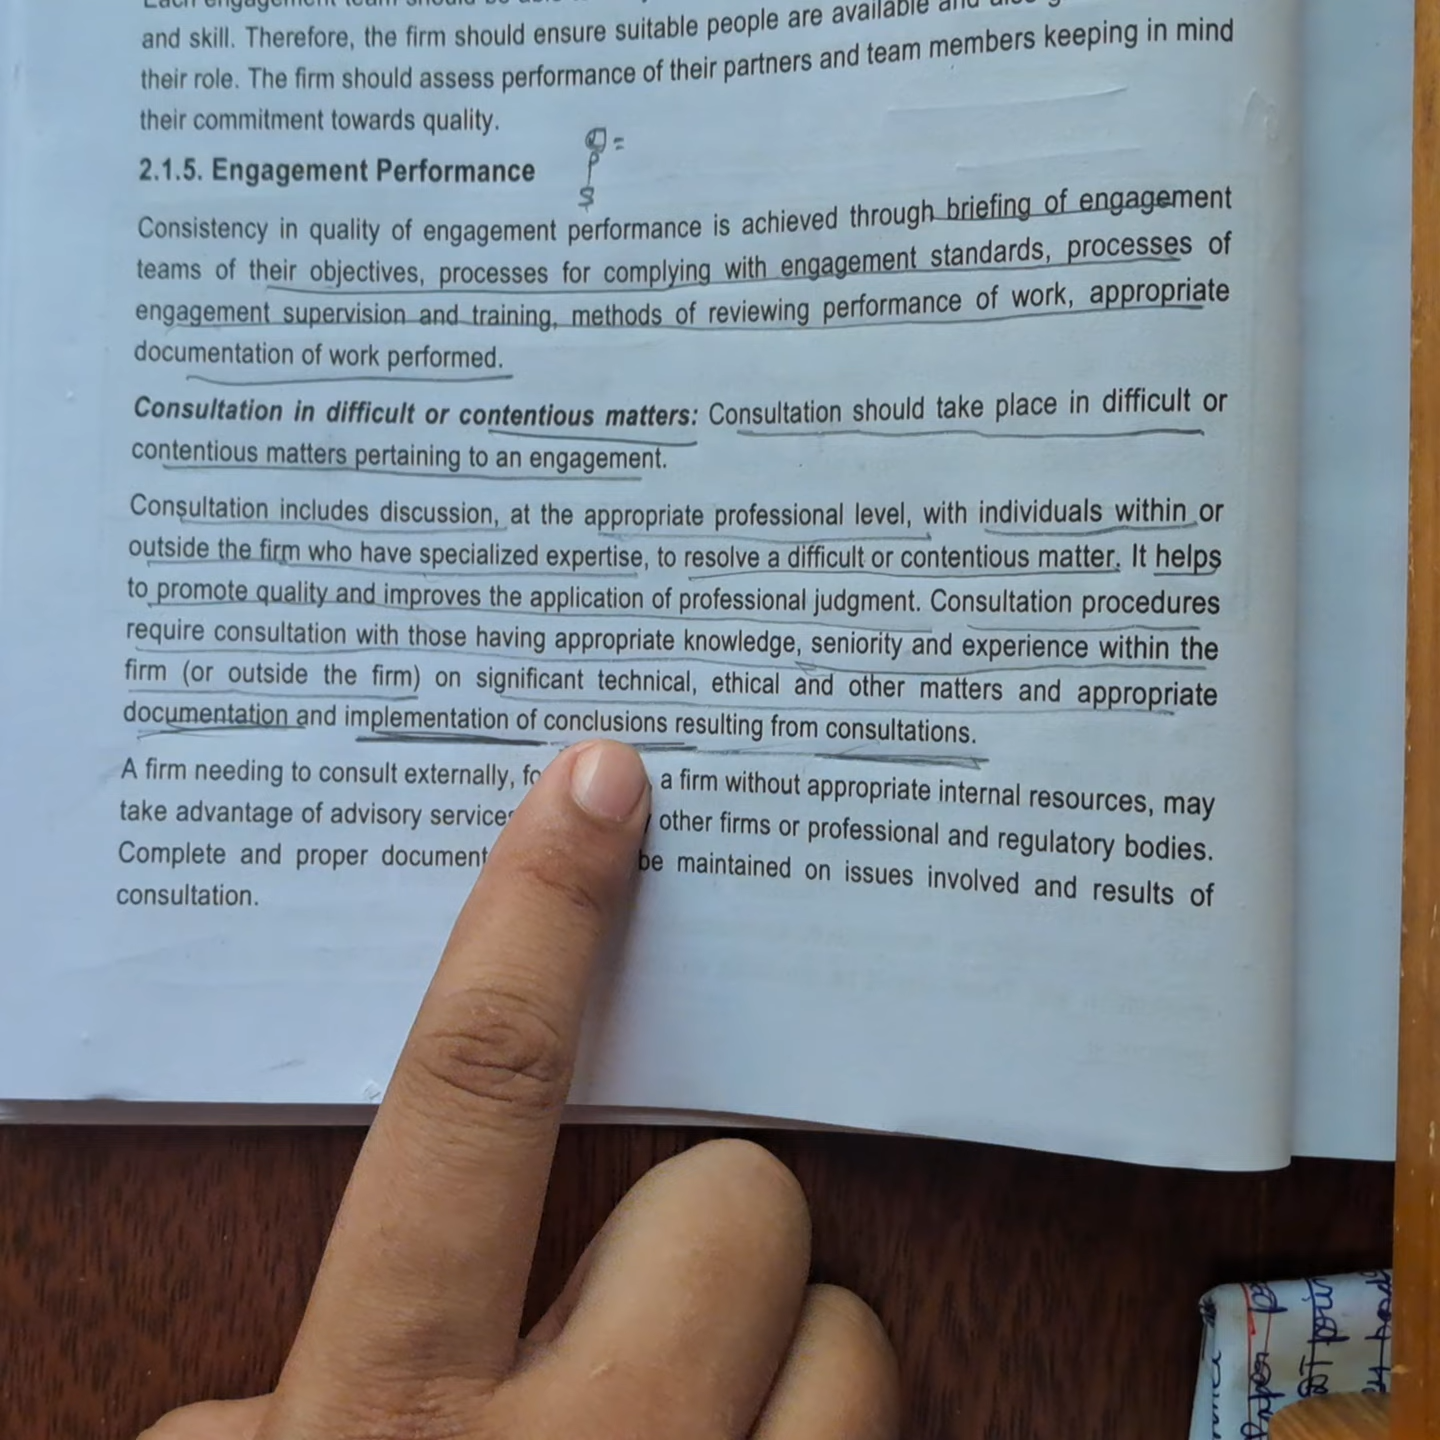 Each engagement team should be
and skill. Therefore, the firm should ensure suitable people are available and also
their role. The firm should assess performance of their partners and team members keeping in mind
their commitment towards quality.
2.1.5. Engagement Performance
Q =
P
S
Consistency in quality of engagement performance is achieved through briefing of engagement
teams of their objectives, processes for complying with engagement standards, processes of
engagement supervision and training, methods of reviewing performance of work, appropriate
documentation of work performed.
Consultation in difficult or contentious matters: Consultation should take place in difficult or
contentious matters pertaining to an engagement.
Consultation includes discussion, at the appropriate professional level, with individuals within or
outside the firm who have specialized expertise, to resolve a difficult or contentious matter. It helps
to promote quality and improves the application of professional judgment. Consultation procedures
require consultation with those having appropriate knowledge, seniority and experience within the
firm (or outside the firm) on significant technical, ethical and other matters and appropriate
documentation and implementation of conclusions resulting from consultations.
A firm needing to consult externally, a firm without appropriate internal resources, may
take advantage of advisory services other firms or professional and regulatory bodies.
Complete and proper be maintained on issues involved and results of
consultation.